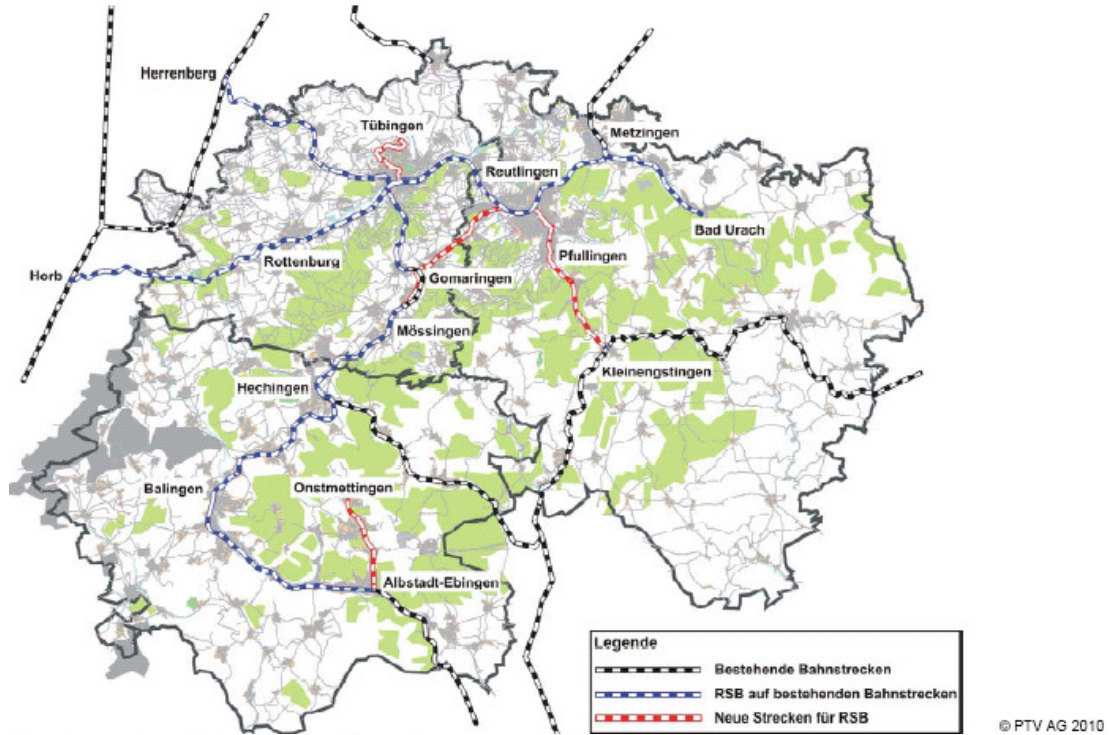 Herrenberg
Tübingen
Metzingen
Reutlingen
Bad Urach
Rottenburg
Pfullingen
Horb
Gomaringen
Mössingen
Kleinengstingen
Hechingen
Balingen
Onstmettingen
Albstadt-Ebingen
Legende
Bestehende Bahnstrecken
RSB auf bestehenden Bahnstrecken
Neue Strecken für RSB
© PTV AG 2010